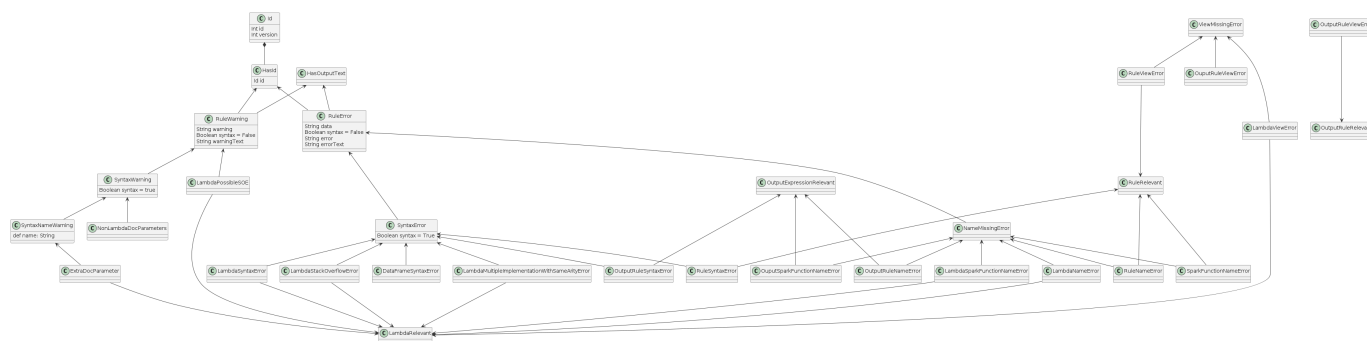 C Id
Int id
Int version
C ViewMissingError
C OutputRuleViewEr
C HasId
Id id
C HasOutputText
C RuleViewError
C OuputRuleViewError
C RuleWarning
String warning
Boolean syntax = False
String warningText
C RuleError
String data
Boolean syntax = False
String error
String errorText
C LambdaViewError
C OutputRuleRelevan
C SyntaxWarning
Boolean syntax = true
C LambdaPossibleSOE
C OutputExpressionRelevant
C RuleRelevant
C SyntaxNameWarning
def name: String
C NonLambdaDocParameters
C SyntaxError
Boolean syntax = True
C NameMissingError
C ExtraDocParameter
C LambdaSyntaxError
C LambdaStackOverflowError
C DataFrameSyntaxError
C LambdaMultipleImplementationWithSameArityError
C OutputRuleSyntaxError
C RuleSyntaxError
C OuputSparkFunctionNameError
C OutputRuleNameError
C LambdaSparkFunctionNameError
C LambdaNameError
C RuleNameError
C SparkFunctionNameError
C LambdaRelevant